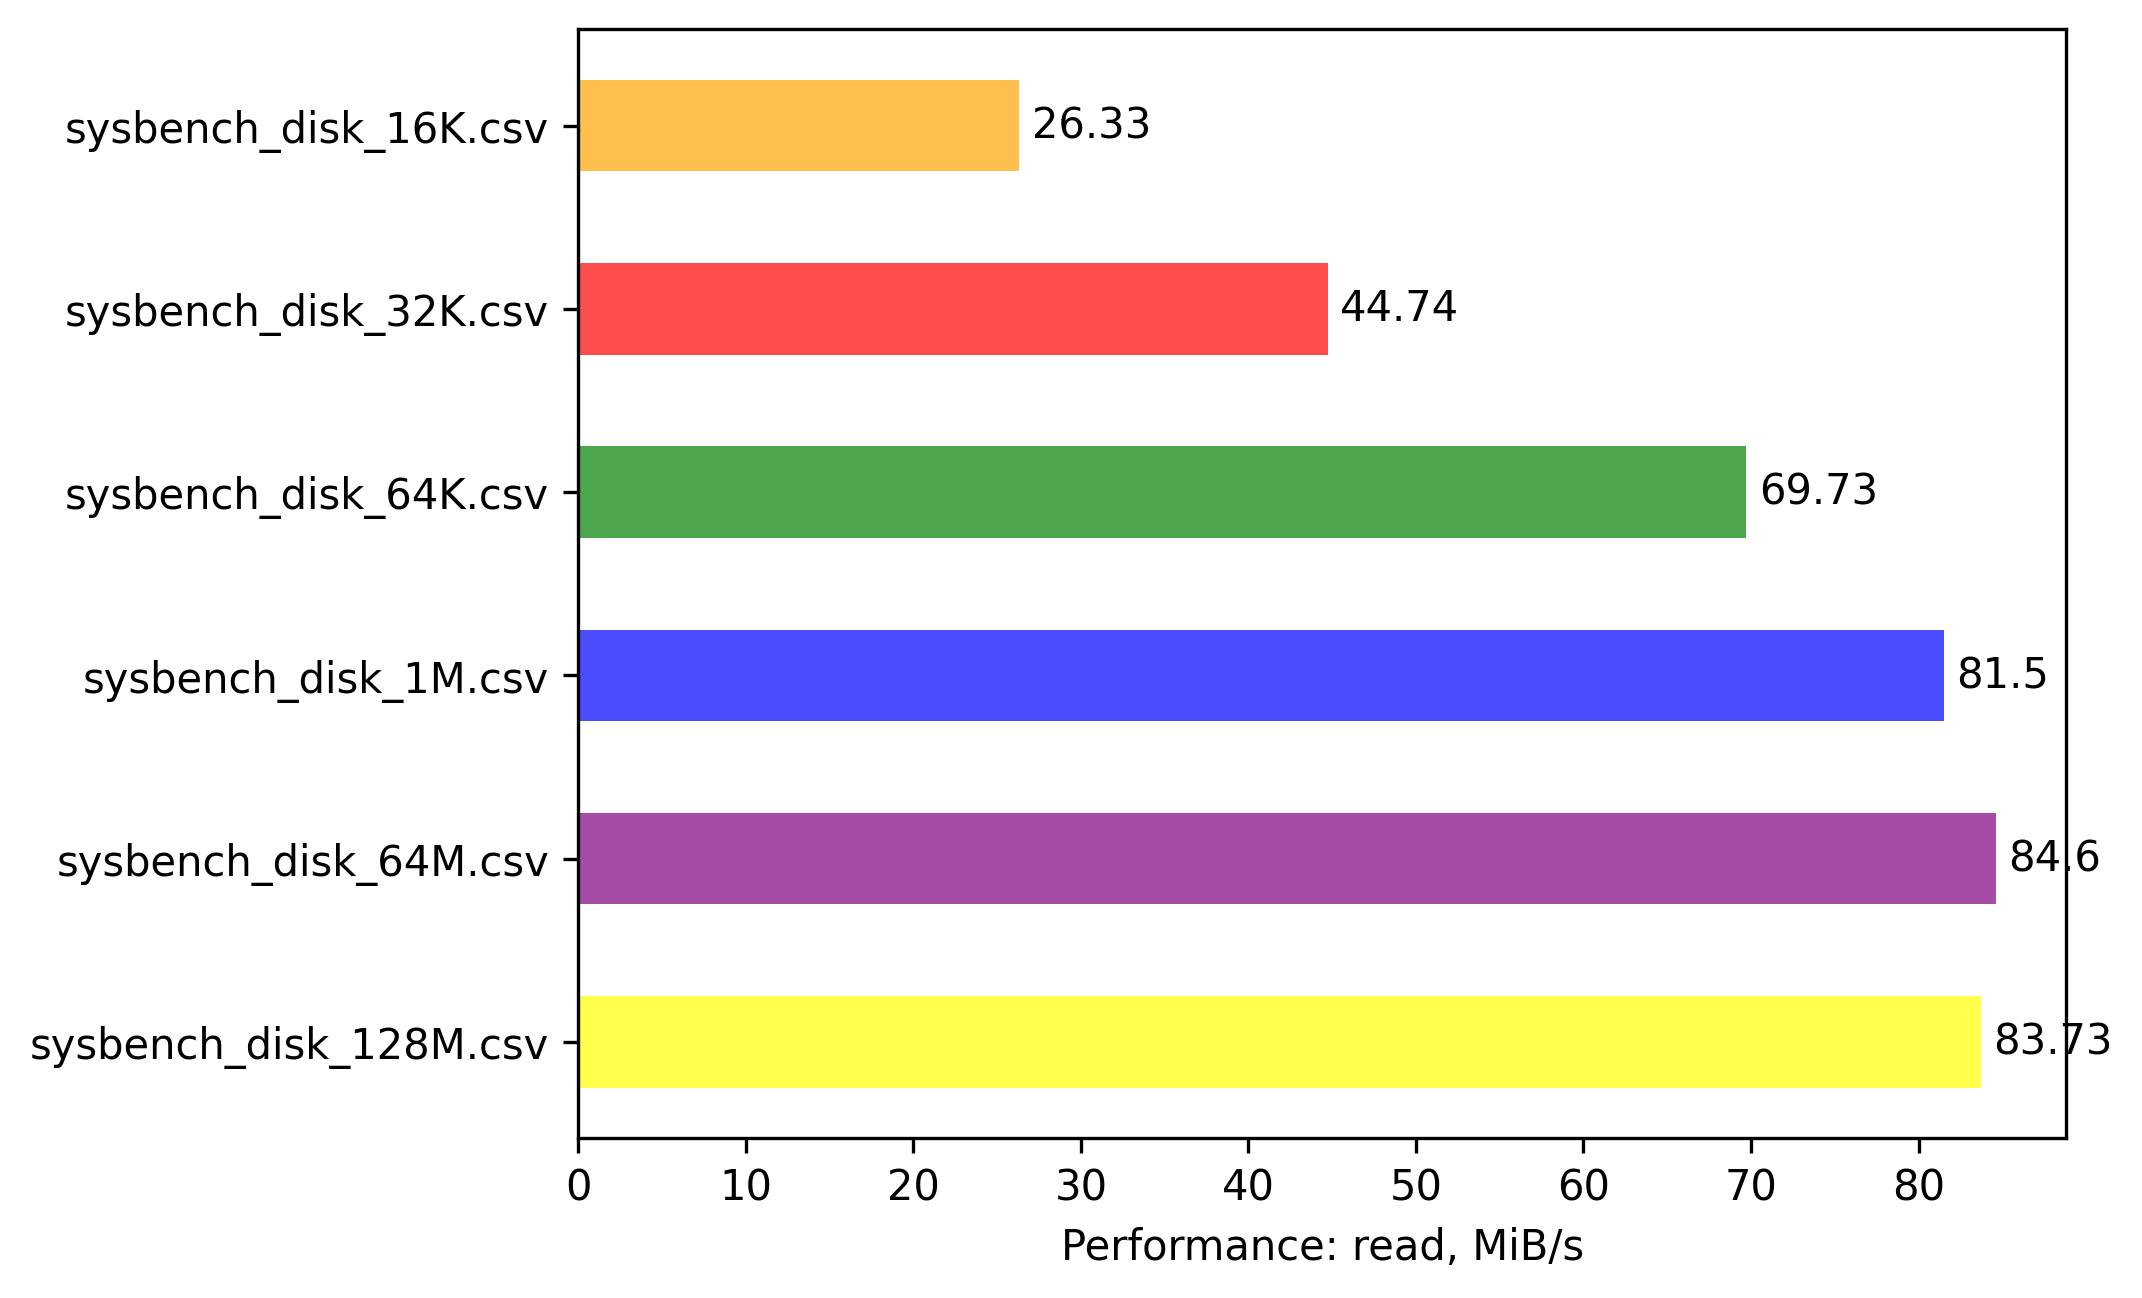 sysbench_disk_16K.csv
26.33
sysbench_disk_32K.csv
44.74
sysbench_disk_64K.csv
69.73
sysbench_disk_1M.csv
81.5
sysbench_disk_64M.csv
84.6
sysbench_disk_128M.csv
83.73
0 10 20 30 40 50 60 70 80
Performance: read, MiB/s